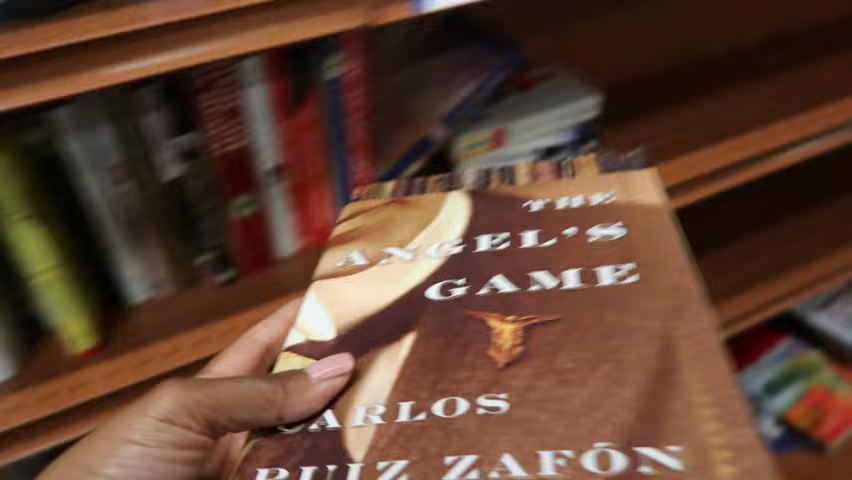 THE
ANGEL'S
GAME
CARLOS
RUIZ ZAFÓN